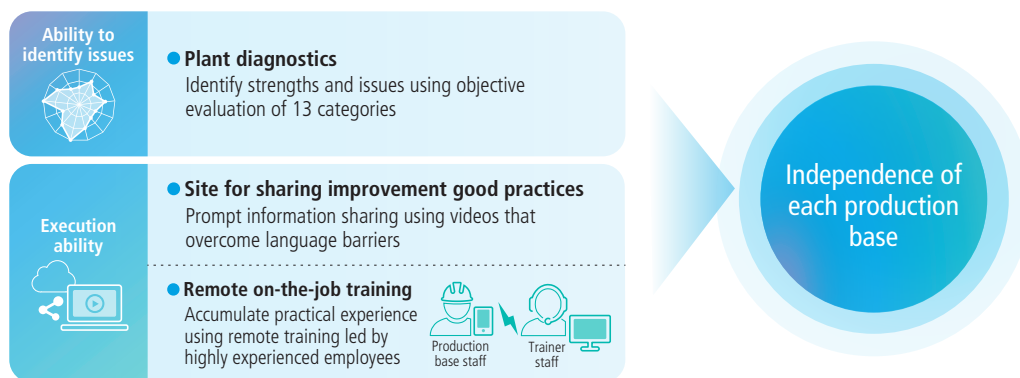 Ability to
identify issues
● Plant diagnostics
Identify strengths and issues using objective
evaluation of 13 categories
Execution
ability
● Site for sharing improvement good practices
Prompt information sharing using videos that
overcome language barriers
● Remote on-the-job training
Accumulate practical experience
using remote training led by
highly experienced employees
Production
base staff
Trainer
staff
Independence of
each production
base